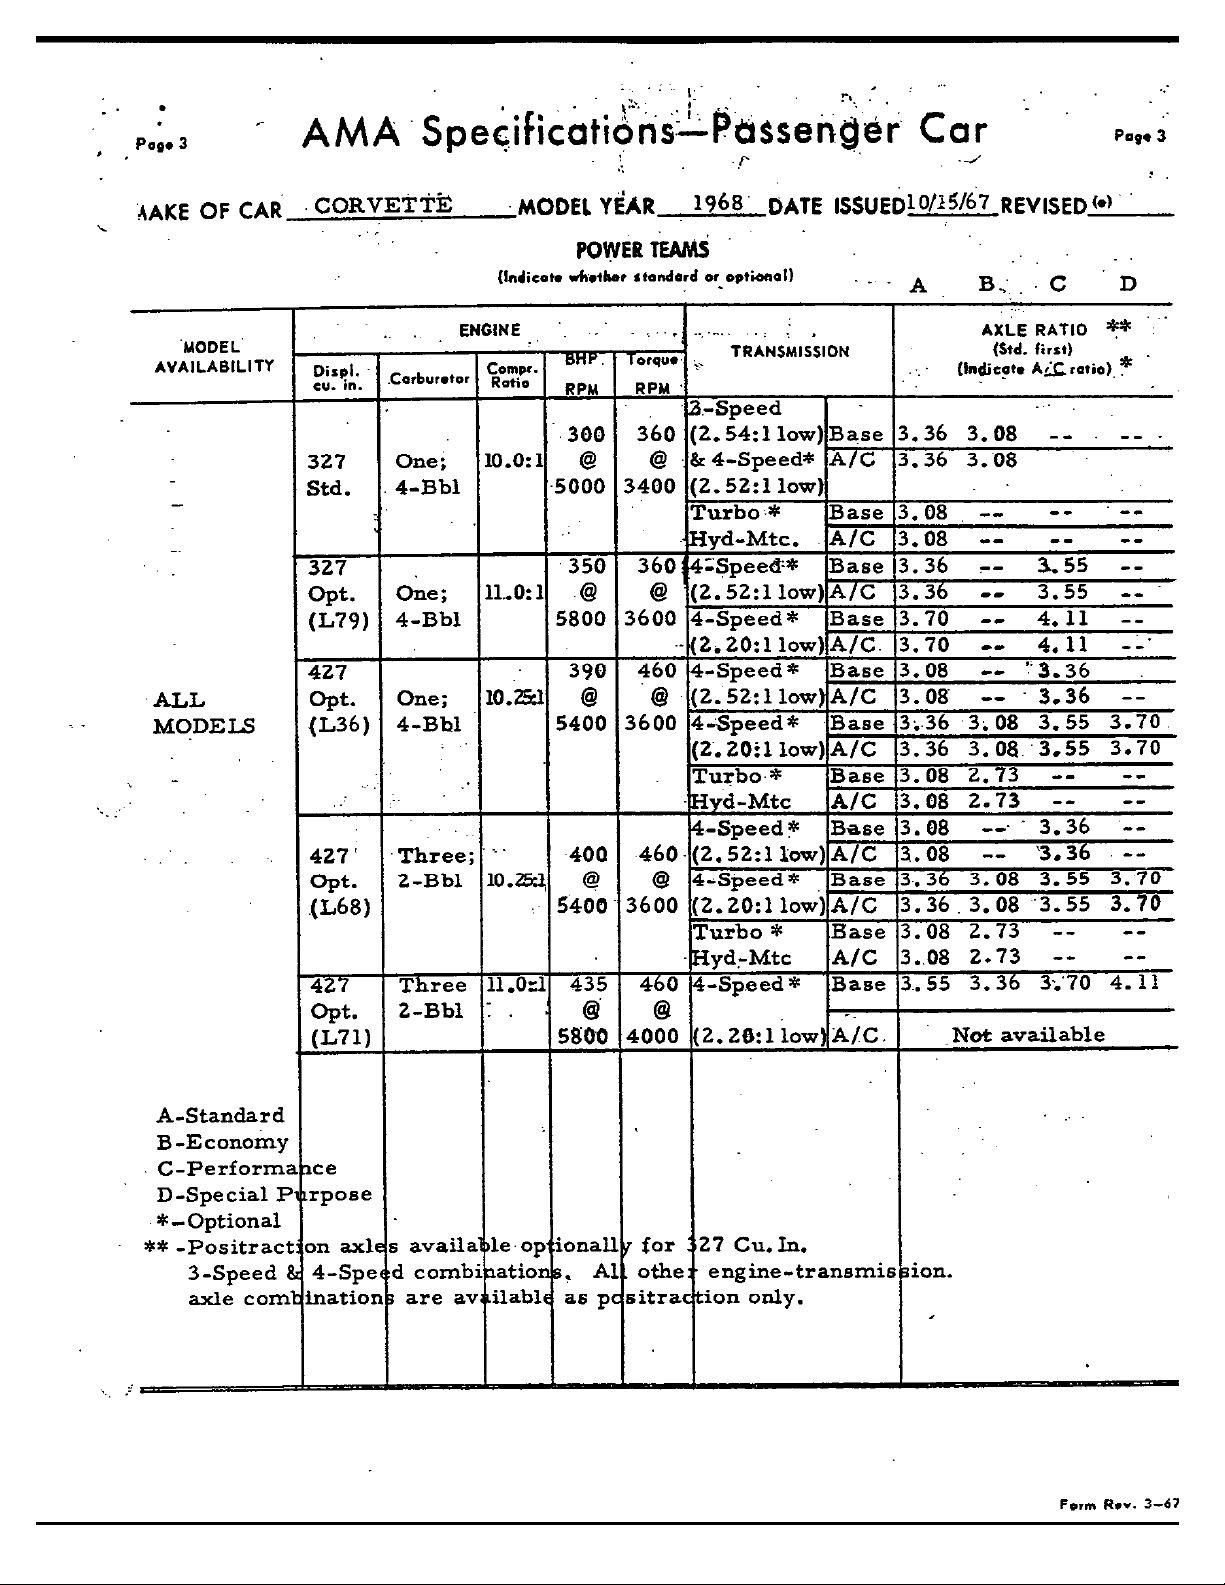 Page 3 AMA Specifications—Passenger Car Page 3
MAKE OF CAR CORVETTE MODEL YEAR 1968 DATE ISSUED 10/15/67 REVISED (•)
POWER TEAMS
(Indicate whether standard or optional)
A B C D
MODEL AVAILABILITY ENGINE TRANSMISSION AXLE RATIO **
(Std. first)
(Indicate A/C ratio) *
Displ. cu. in. Carburetor Compr. Ratio BHP RPM Torque RPM
3-Speed
300 360 (2.54:1 low) Base 3.36 3.08 -- --
327 One; 10.0:1 @ @ & 4-Speed* A/C 3.36 3.08
Std. 4-Bbl 5000 3400 (2.52:1 low)
Turbo * Base 3.08 -- -- --
Hyd-Mtc. A/C 3.08 -- -- --
327 350 360 4-Speed* Base 3.36 -- 3.55 --
Opt. One; 11.0:1 @ @ (2.52:1 low) A/C 3.36 -- 3.55 --
(L79) 4-Bbl 5800 3600 4-Speed* Base 3.70 -- 4.11 --
(2.20:1 low) A/C. 3.70 -- 4.11 --
427 390 460 4-Speed* Base 3.08 -- 3.36
ALL Opt. One; 10.25:1 @ @ (2.52:1 low) A/C 3.08 -- 3.36 --
MODELS (L36) 4-Bbl 5400 3600 4-Speed* Base 3.36 3.08 3.55 3.70
(2.20:1 low) A/C 3.36 3.08 3.55 3.70
Turbo * Base 3.08 2.73 -- --
Hyd-Mtc A/C 3.08 2.73 -- --
4-Speed* Base 3.08 -- 3.36 --
427 Three; 400 460 (2.52:1 low) A/C 3.08 -- 3.36 --
Opt. 2-Bbl 10.25:1 @ @ 4-Speed* Base 3.36 3.08 3.55 3.70
(L68) 5400 3600 (2.20:1 low) A/C 3.36 3.08 3.55 3.70
Turbo * Base 3.08 2.73 -- --
Hyd-Mtc A/C 3.08 2.73 -- --
427 Three 11.0:1 435 460 4-Speed* Base 3.55 3.36 3.70 4.11
Opt. 2-Bbl @ @
(L71) 5800 4000 (2.20:1 low) A/C. Not available
A-Standard
B-Economy
C-Performance
D-Special Purpose
*-Optional
** -Positraction axles available optionally for 327 Cu. In.
3-Speed & 4-Speed combinations. All other engine-transmission.
axle combinations are available as positraction only.
Form Rev. 3-67